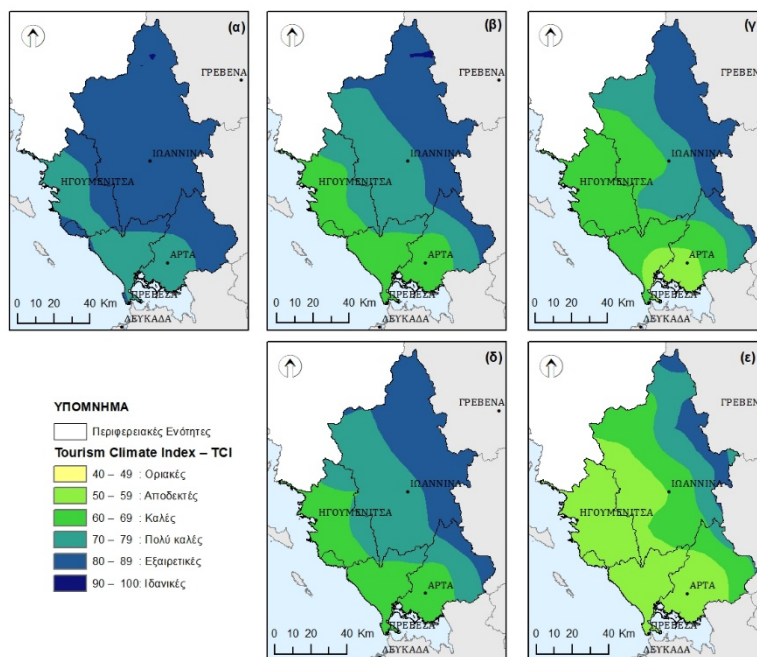 (α)
ΓΡΕΒΕΝΑ
ΙΩΑΝΝΙΝΑ
ΗΓΟΥΜΕΝΙΤΣΑ
ΑΡΤΑ
ΠΡΕΒΕΖΑ
ΛΕΥΚΑΔΑ
0 10 20 40 Km
(β)
ΓΡΕΒΕΝΑ
ΙΩΑΝΝΙΝΑ
ΗΓΟΥΜΕΝΙΤΣΑ
ΑΡΤΑ
ΠΡΕΒΕΖΑ
ΛΕΥΚΑΔΑ
0 10 20 40 Km
(γ)
ΓΡΕΒΕΝΑ
ΙΩΑΝΝΙΝΑ
ΗΓΟΥΜΕΝΙΤΣΑ
ΑΡΤΑ
ΠΡΕΒΕΖΑ
ΛΕΥΚΑΔΑ
0 10 20 40 Km
ΥΠΟΜΝΗΜΑ
Περιφερειακές Ενότητες
Tourism Climate Index – TCI
40 – 49 : Οριακές
50 – 59 : Αποδεκτές
60 – 69 : Καλές
70 – 79 : Πολύ καλές
80 – 89 : Εξαιρετικές
90 – 100: Ιδανικές
(δ)
ΓΡΕΒΕΝΑ
ΙΩΑΝΝΙΝΑ
ΗΓΟΥΜΕΝΙΤΣΑ
ΑΡΤΑ
ΠΡΕΒΕΖΑ
ΛΕΥΚΑΔΑ
0 10 20 40 Km
(ε)
ΓΡΕΒΕΝΑ
ΙΩΑΝΝΙΝΑ
ΗΓΟΥΜΕΝΙΤΣΑ
ΑΡΤΑ
ΠΡΕΒΕΖΑ
ΛΕΥΚΑΔΑ
0 10 20 40 Km